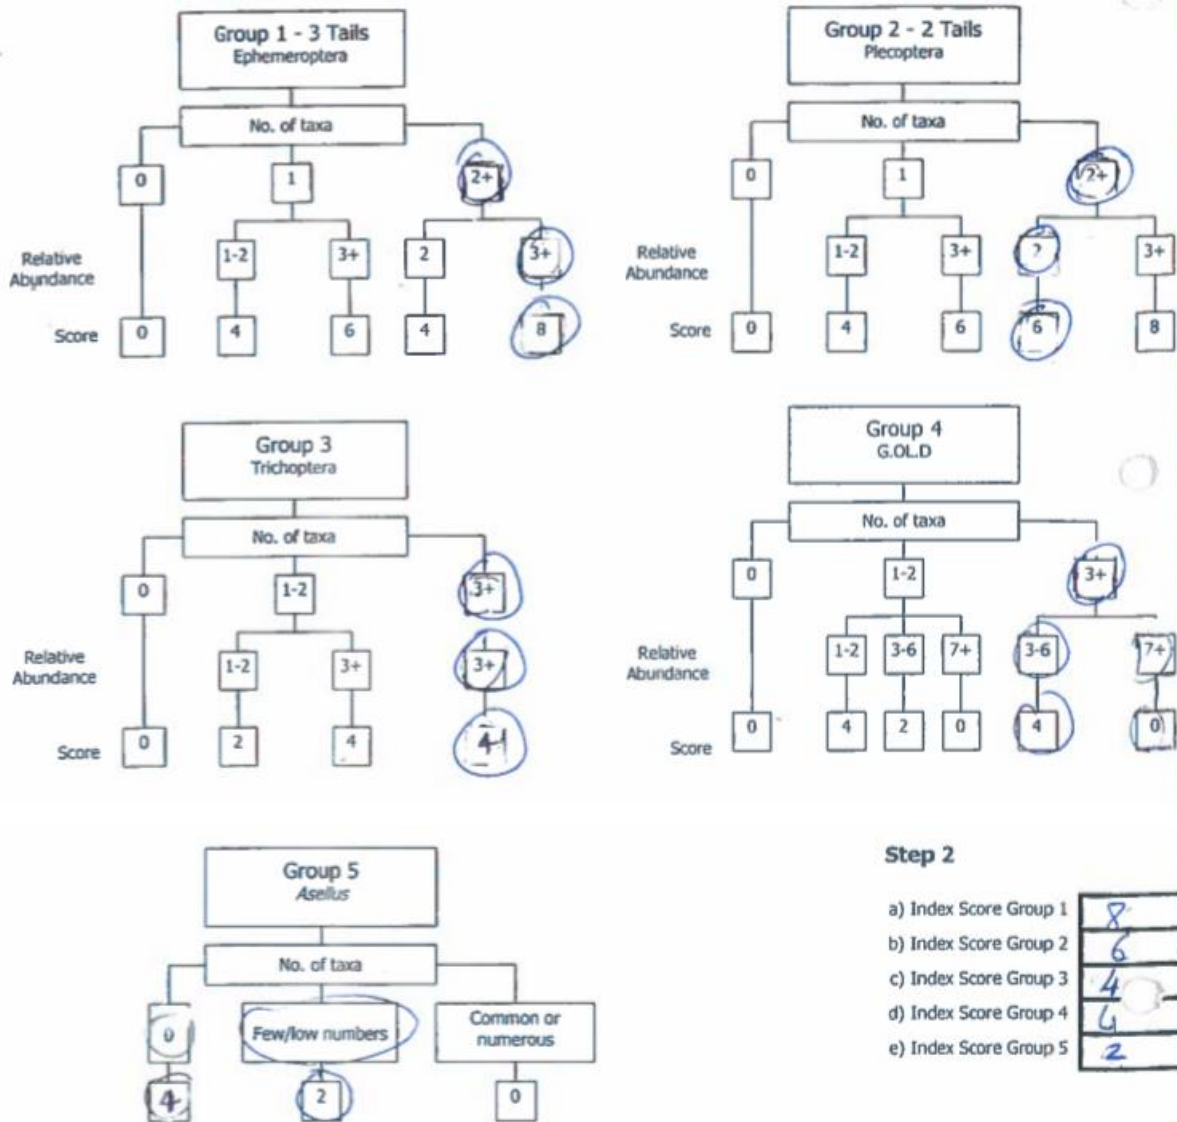 Group 1 - 3 Tails
Ephemeroptera
No. of taxa
0 1 2+
Relative Abundance
1-2 3+ 2 3+
Score
0 4 6 4 8
Group 2 - 2 Tails
Plecoptera
No. of taxa
0 1 2+
Relative Abundance
1-2 3+ 2 3+
Score
0 4 6 6 8
Group 3
Trichoptera
No. of taxa
0 1-2 3+
Relative Abundance
1-2 3+ 3+
Score
0 2 4 4
Group 4
G.OL.D
No. of taxa
0 1-2 3+
Relative Abundance
1-2 3-6 7+ 3-6 7+
Score
0 4 2 0 4 0
Group 5
Asellus
No. of taxa
0 Few/low numbers Common or numerous
4 2 0
Step 2
a) Index Score Group 1 8
b) Index Score Group 2 6
c) Index Score Group 3 4
d) Index Score Group 4 4
e) Index Score Group 5 2